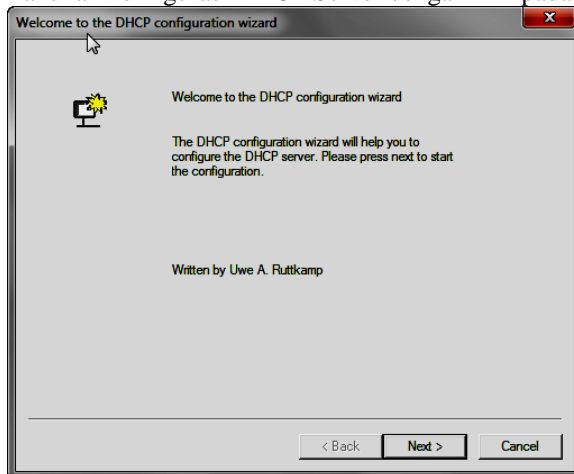 Welcome to the DHCP configuration wizard
X
Welcome to the DHCP configuration wizard
The DHCP configuration wizard will help you to
configure the DHCP server. Please press next to start
the configuration.
Written by Uwe A. Ruttkamp
< Back
Next >
Cancel